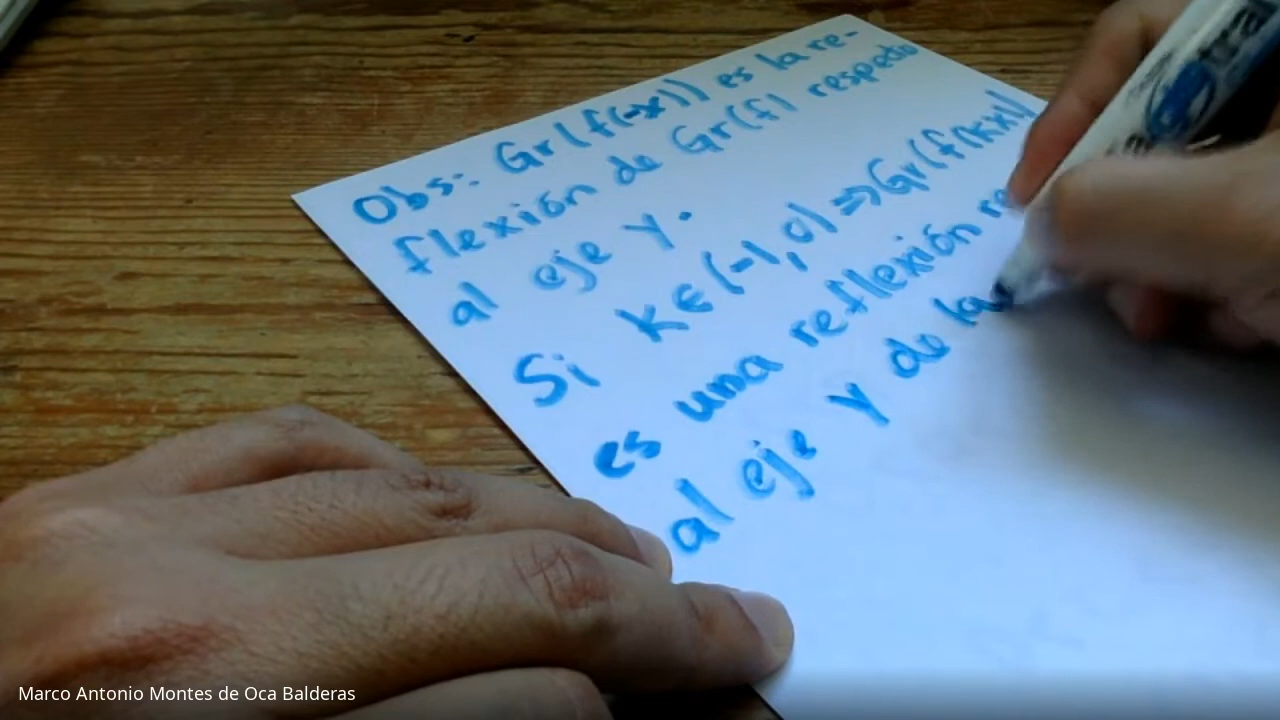 Obs: Gr(f(-x)) es la re-
flexión de Gr(f) respecto
al eje Y.
Si K∈(-1,0) => Gr(f(Kx))
es una reflexión re
al eje Y de la
Marco Antonio Montes de Oca Balderas